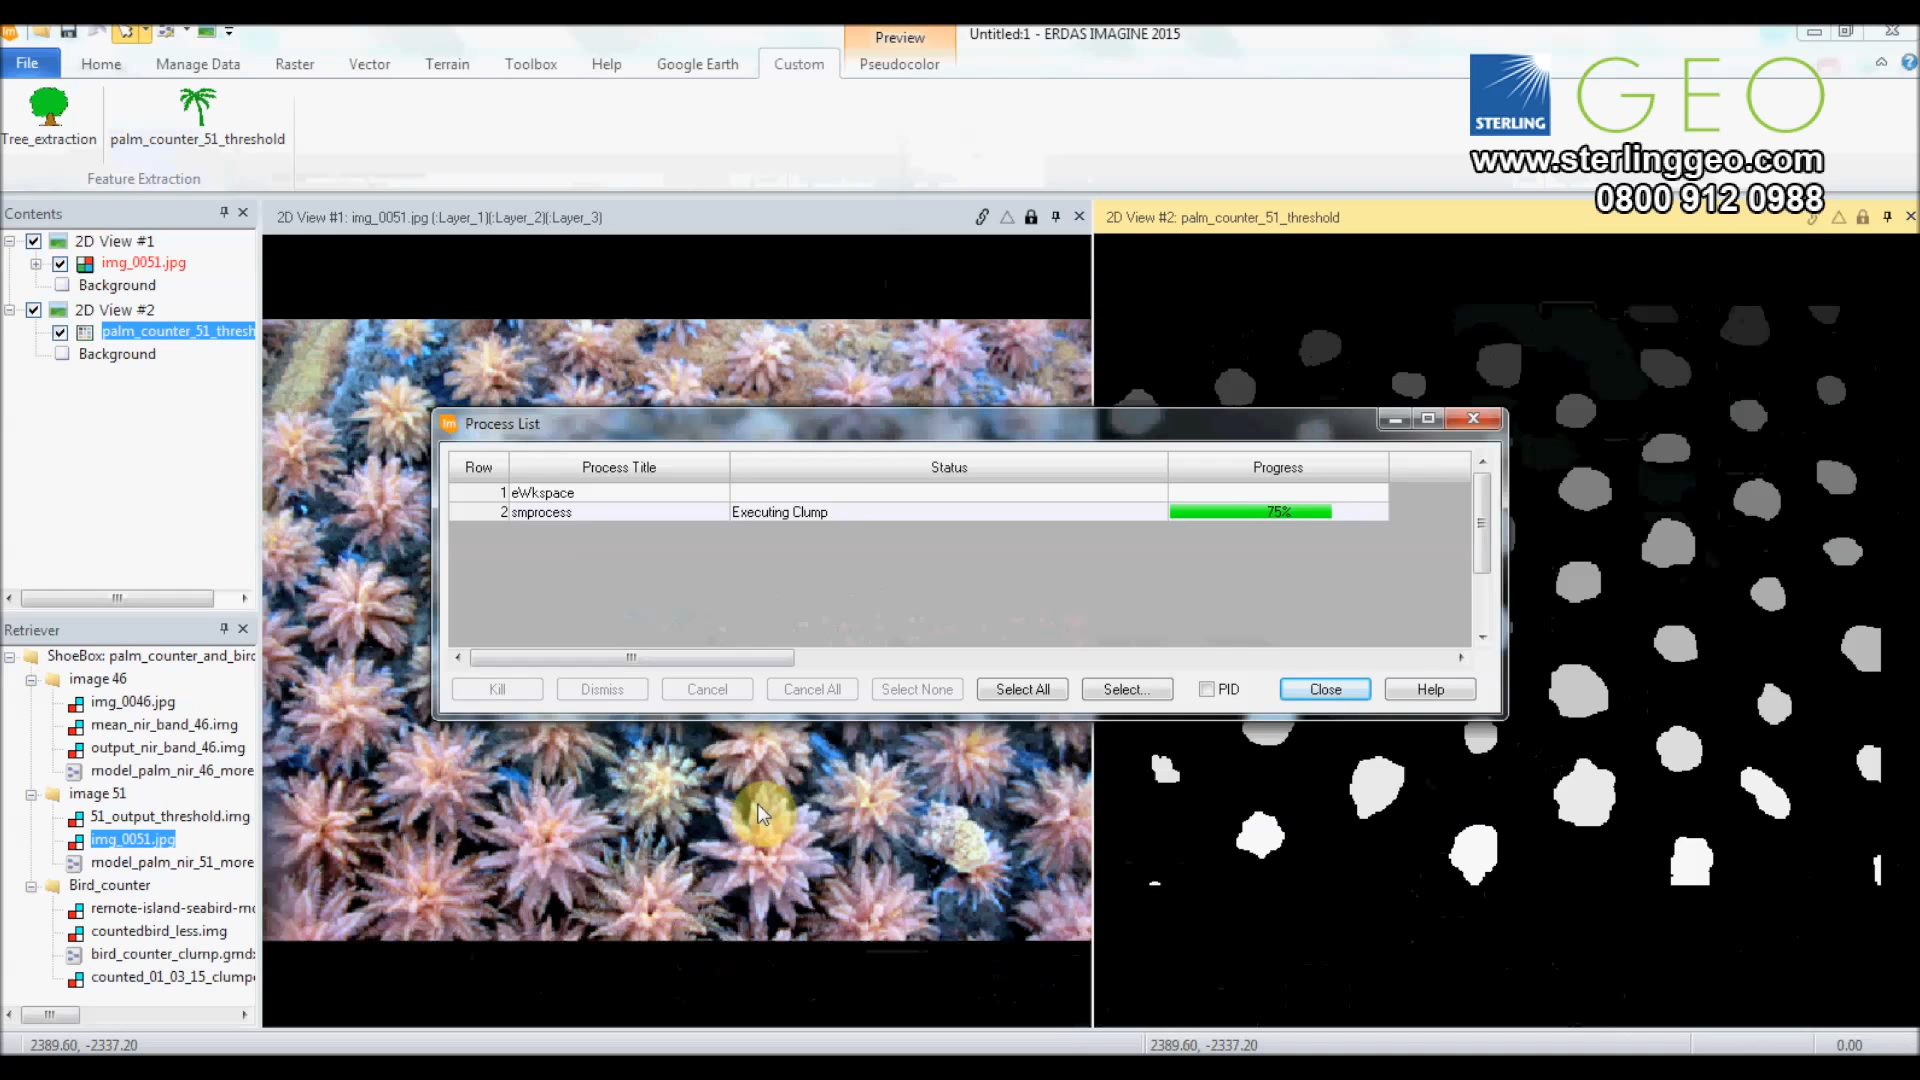 Preview
Untitled:1 - ERDAS IMAGINE 2015
File
Home
Manage Data
Raster
Vector
Terrain
Toolbox
Help
Google Earth
Custom
Pseudocolor
Tree_extraction
palm_counter_51_threshold
Feature Extraction
STERLING
GEO
www.sterlinggeo.com
0800 912 0988
Contents
2D View #1
img_0051.jpg
Background
2D View #2
palm_counter_51_thresh
Background
2D View #1: img_0051.jpg (:Layer_1)(:Layer_2)(:Layer_3)
2D View #2: palm_counter_51_threshold
Process List
Row
Process Title
Status
Progress
1 eWkspace
2 smprocess
Executing Clump
75%
Kill
Dismiss
Cancel
Cancel All
Select None
Select All
Select...
PID
Close
Help
Retriever
ShoeBox: palm_counter_and_bird
image 46
img_0046.jpg
mean_nir_band_46.img
output_nir_band_46.img
model_palm_nir_46_more
image 51
51_output_threshold.img
img_0051.jpg
model_palm_nir_51_more
Bird_counter
remote-island-seabird-mo
countedbird_less.img
bird_counter_clump.gmdx
counted_01_03_15_clumpe
2389.60, -2337.20
2389.60, -2337.20
0.00